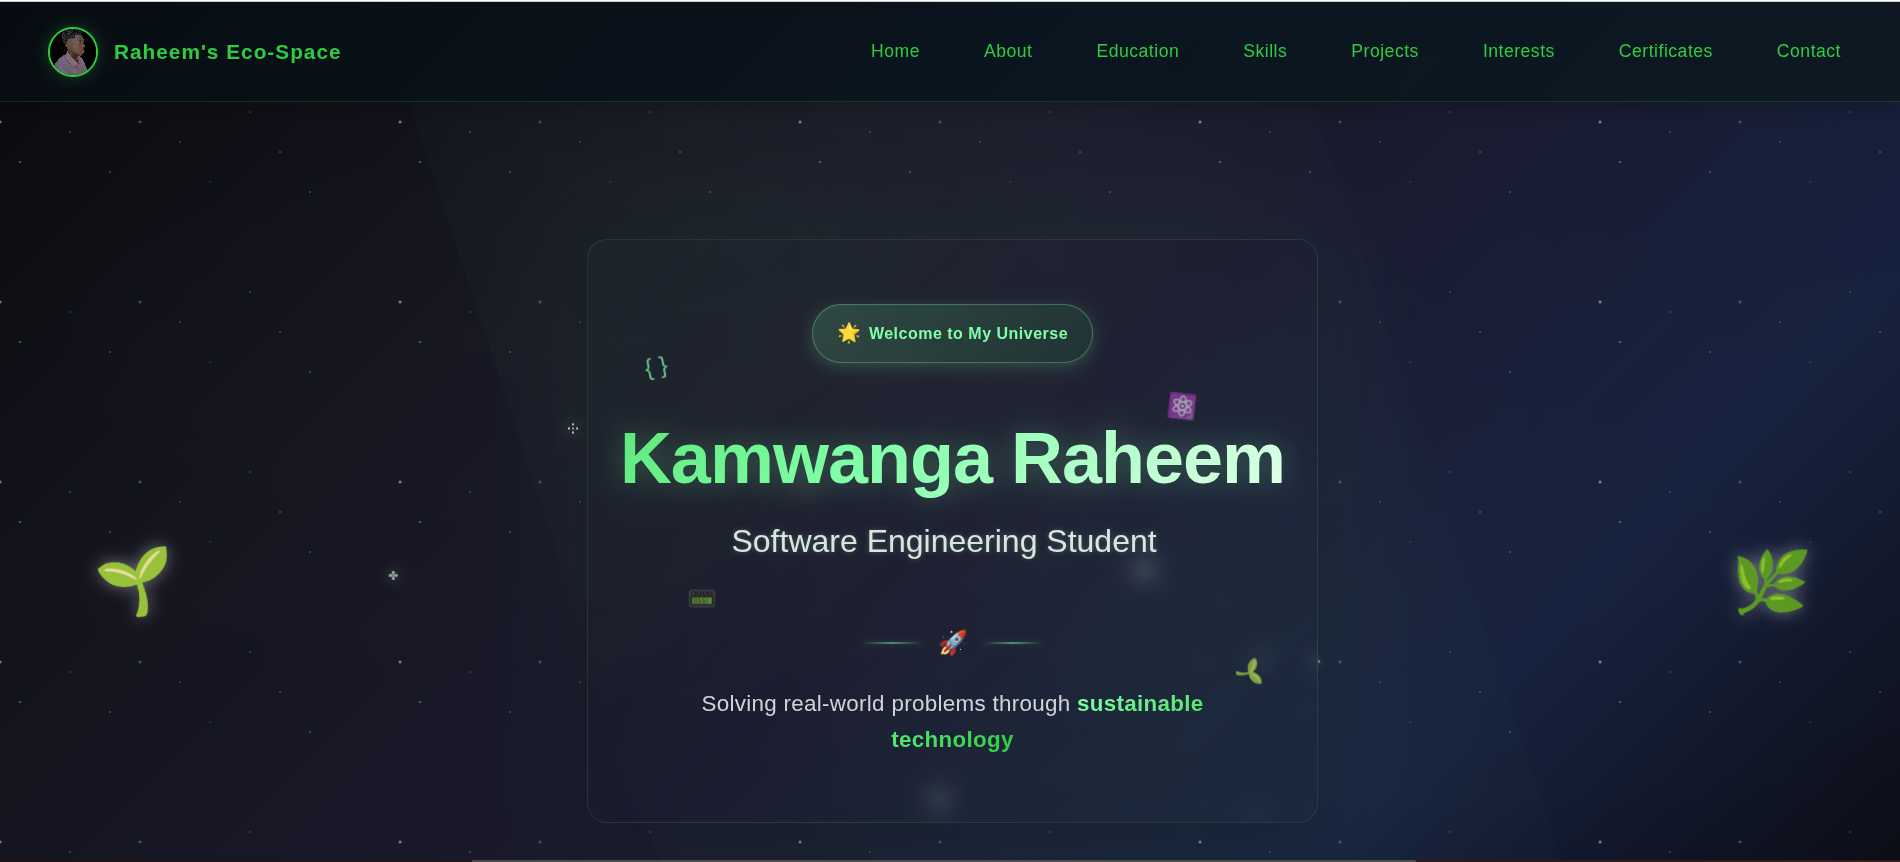 Raheem's Eco-Space
Home About Education Skills Projects Interests Certificates Contact
🌟 Welcome to My Universe
{ }
Kamwanga Raheem
Software Engineering Student
Solving real-world problems through sustainable
technology